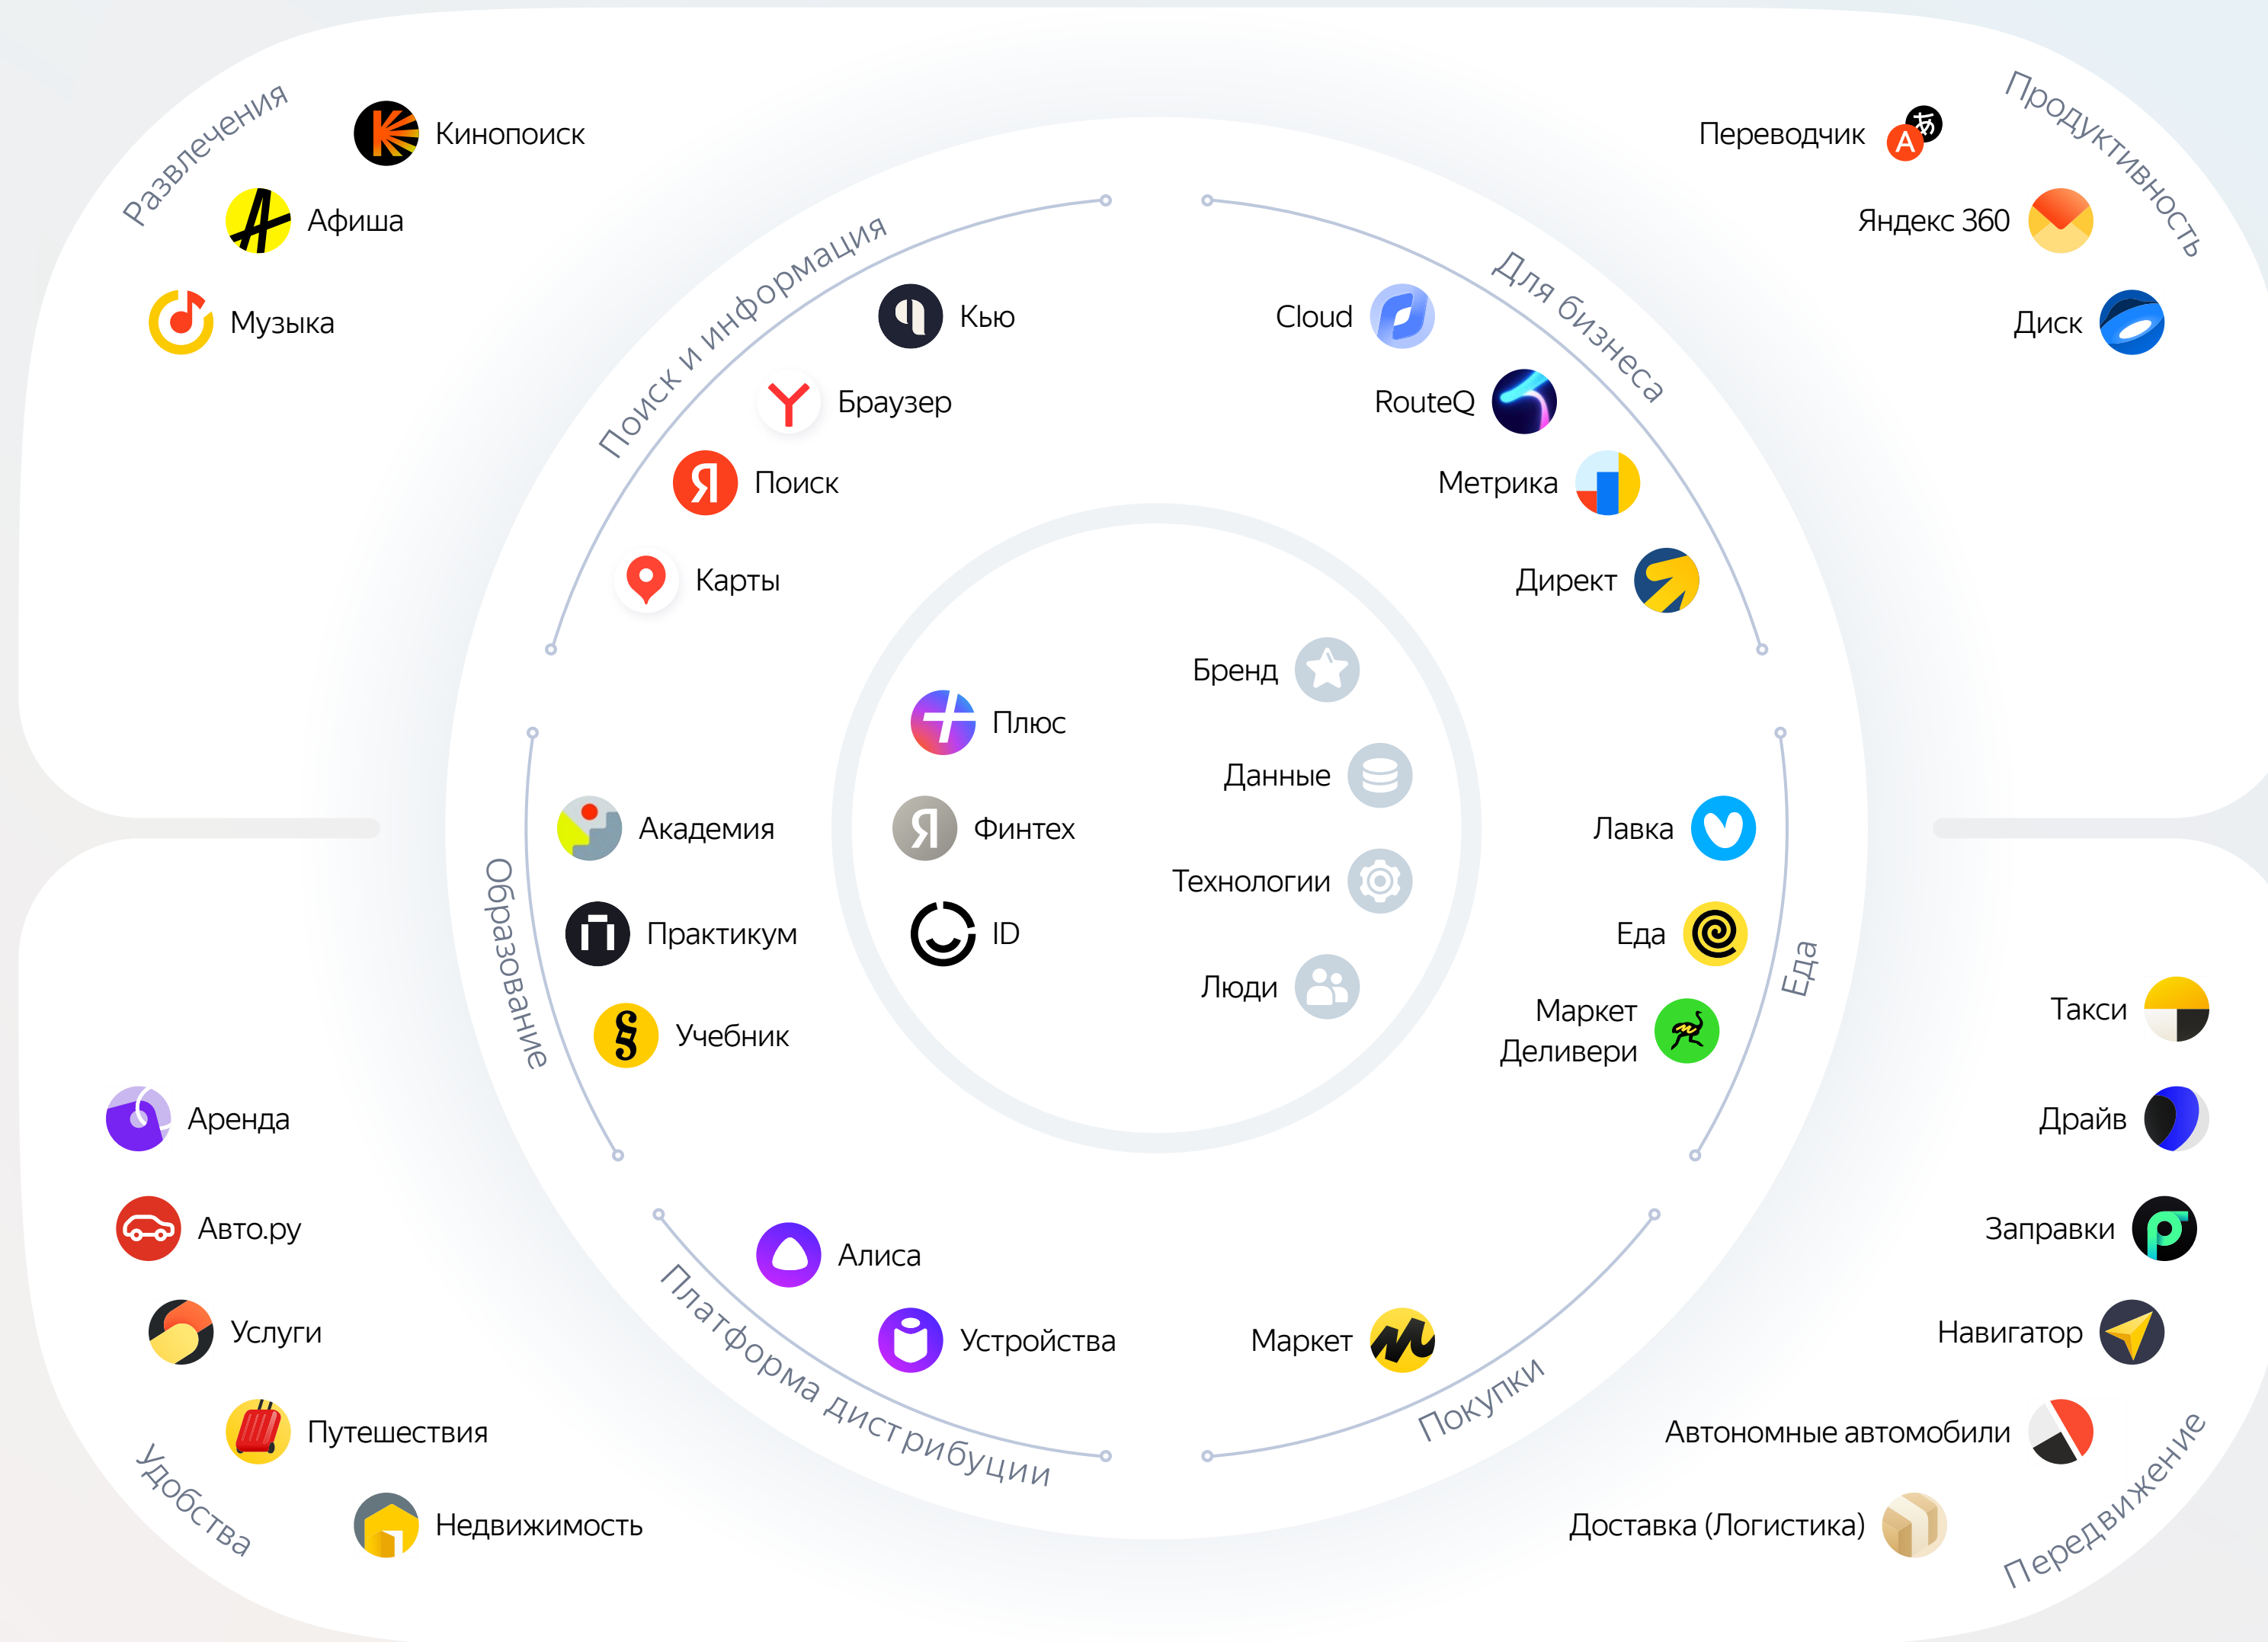 Развлечения
Кинопоиск
Афиша
Музыка
Продуктивность
Переводчик
Яндекс 360
Диск
Поиск и информация
Кью
Браузер
Поиск
Карты
Для бизнеса
Cloud
RouteQ
Метрика
Директ
Плюс
Финтех
ID
Бренд
Данные
Технологии
Люди
Образование
Академия
Практикум
Учебник
Еда
Лавка
Еда
Маркет
Деливери
Платформа дистрибуции
Алиса
Устройства
Покупки
Маркет
Удобства
Аренда
Авто.ру
Услуги
Путешествия
Недвижимость
Передвижение
Такси
Драйв
Заправки
Навигатор
Автономные автомобили
Доставка (Логистика)